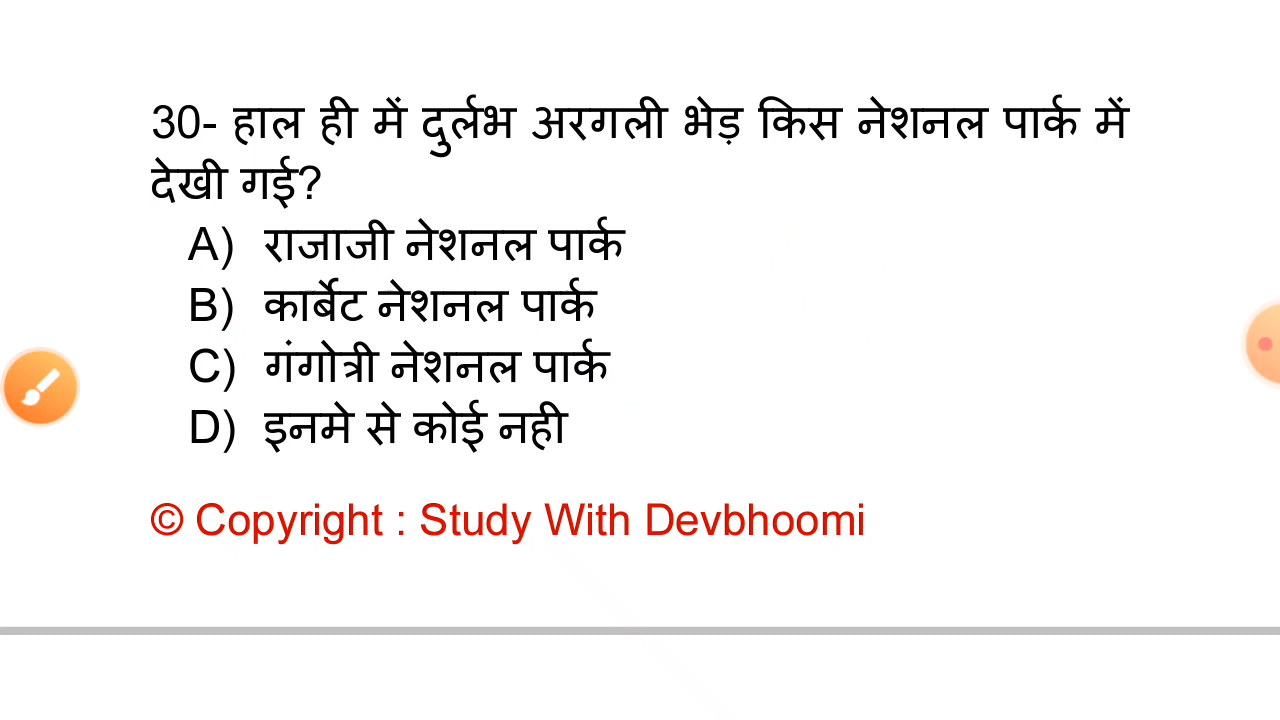 30- हाल ही में दुर्लभ अरगली भेड़ किस नेशनल पार्क में
देखी गई?
A) राजाजी नेशनल पार्क
B) कार्बेट नेशनल पार्क
C) गंगोत्री नेशनल पार्क
D) इनमे से कोई नही
© Copyright : Study With Devbhoomi